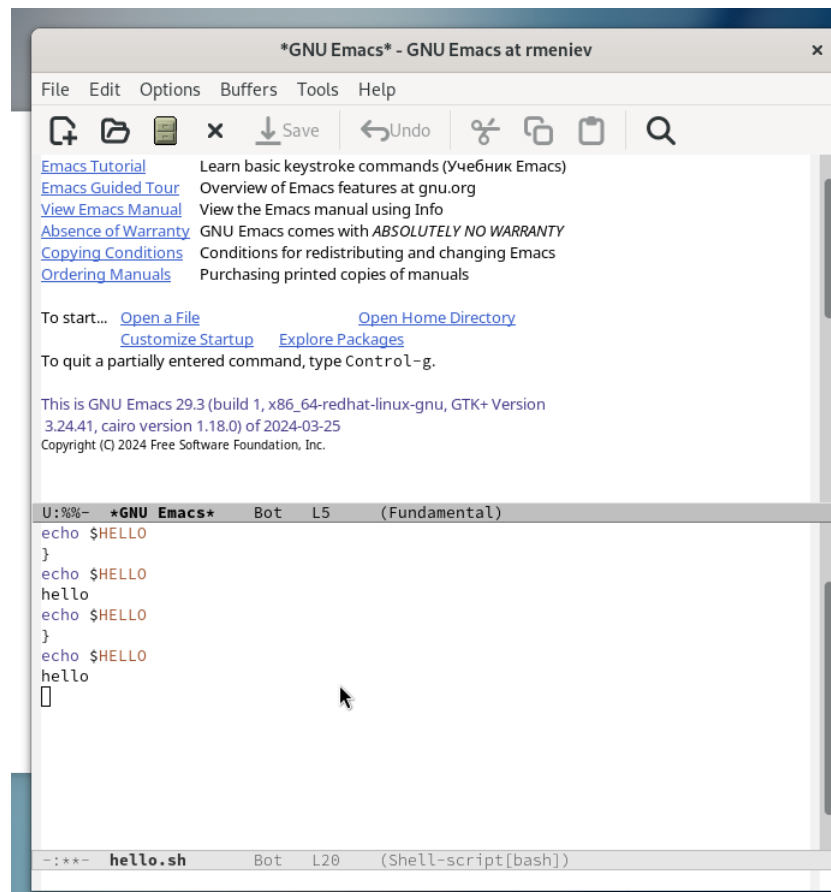 *GNU Emacs* - GNU Emacs at rmeniev ×
File Edit Options Buffers Tools Help
Save Undo
Emacs Tutorial Learn basic keystroke commands (Учебник Emacs)
Emacs Guided Tour Overview of Emacs features at gnu.org
View Emacs Manual View the Emacs manual using Info
Absence of Warranty GNU Emacs comes with ABSOLUTELY NO WARRANTY
Copying Conditions Conditions for redistributing and changing Emacs
Ordering Manuals Purchasing printed copies of manuals
To start... Open a File Open Home Directory
Customize Startup Explore Packages
To quit a partially entered command, type Control-g.
This is GNU Emacs 29.3 (build 1, x86_64-redhat-linux-gnu, GTK+ Version
3.24.41, cairo version 1.18.0) of 2024-03-25
Copyright (C) 2024 Free Software Foundation, Inc.
U:%%- *GNU Emacs* Bot L5 (Fundamental)
echo $HELLO
}
echo $HELLO
hello
echo $HELLO
}
echo $HELLO
hello
-:**- hello.sh Bot L20 (Shell-script[bash])